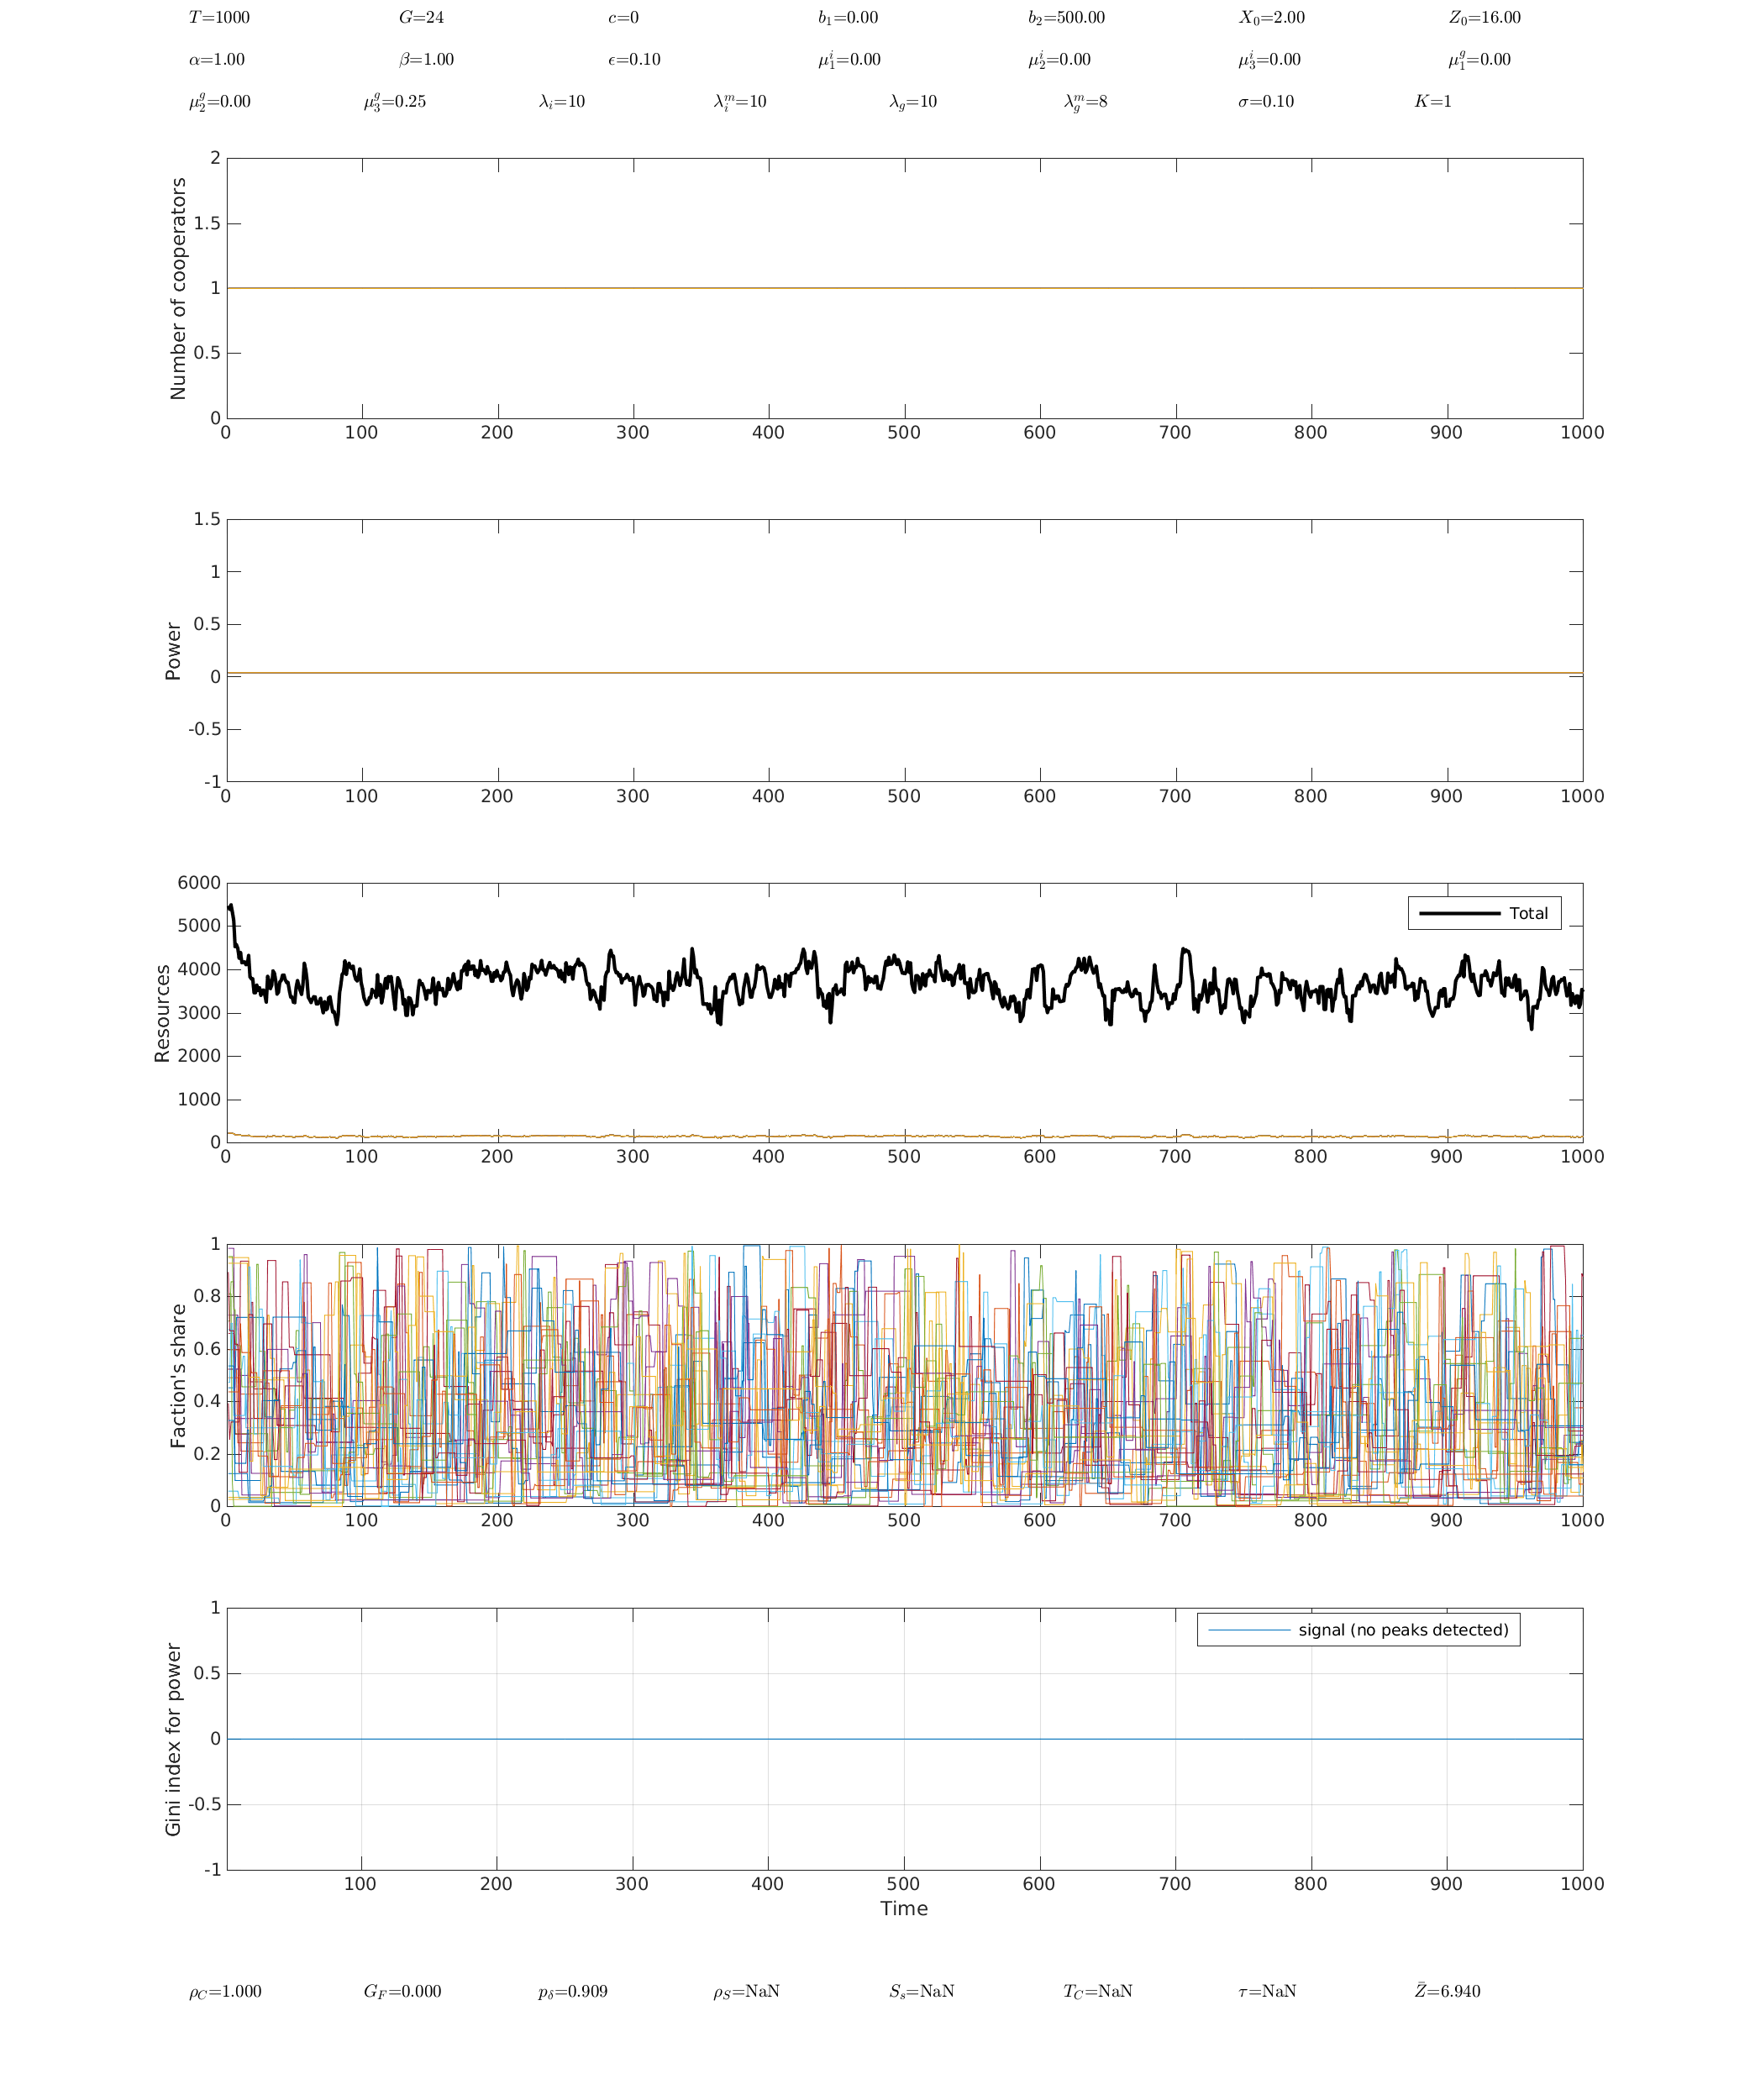 T=1000 G=24 c=0 b₁=0.00 b₂=500.00 X₀=2.00 Z₀=16.00
α=1.00 β=1.00 ϵ=0.10 μ₁ⁱ=0.00 μ₂ⁱ=0.00 μ₃ⁱ=0.00 μ₁ᵍ=0.00
μ₂ᵍ=0.00 μ₃ᵍ=0.25 λᵢ=10 λᵢᵐ=10 λ_g=10 λ_gᵐ=8 σ=0.10 K=1
Number of cooperators
2
1.5
1
0.5
0
0 100 200 300 400 500 600 700 800 900 1000
Power
1.5
1
0.5
0
-0.5
-1
0 100 200 300 400 500 600 700 800 900 1000
Resources
6000
5000
4000
3000
2000
1000
0
Total
0 100 200 300 400 500 600 700 800 900 1000
Faction's share
1
0.8
0.6
0.4
0.2
0
0 100 200 300 400 500 600 700 800 900 1000
Gini index for power
1
0.5
0
-0.5
-1
signal (no peaks detected)
100 200 300 400 500 600 700 800 900 1000
Time
ρ_C=1.000 G_F=0.000 p_δ=0.909 ρ_S=NaN S_s=NaN T_C=NaN τ=NaN Z̄=6.940